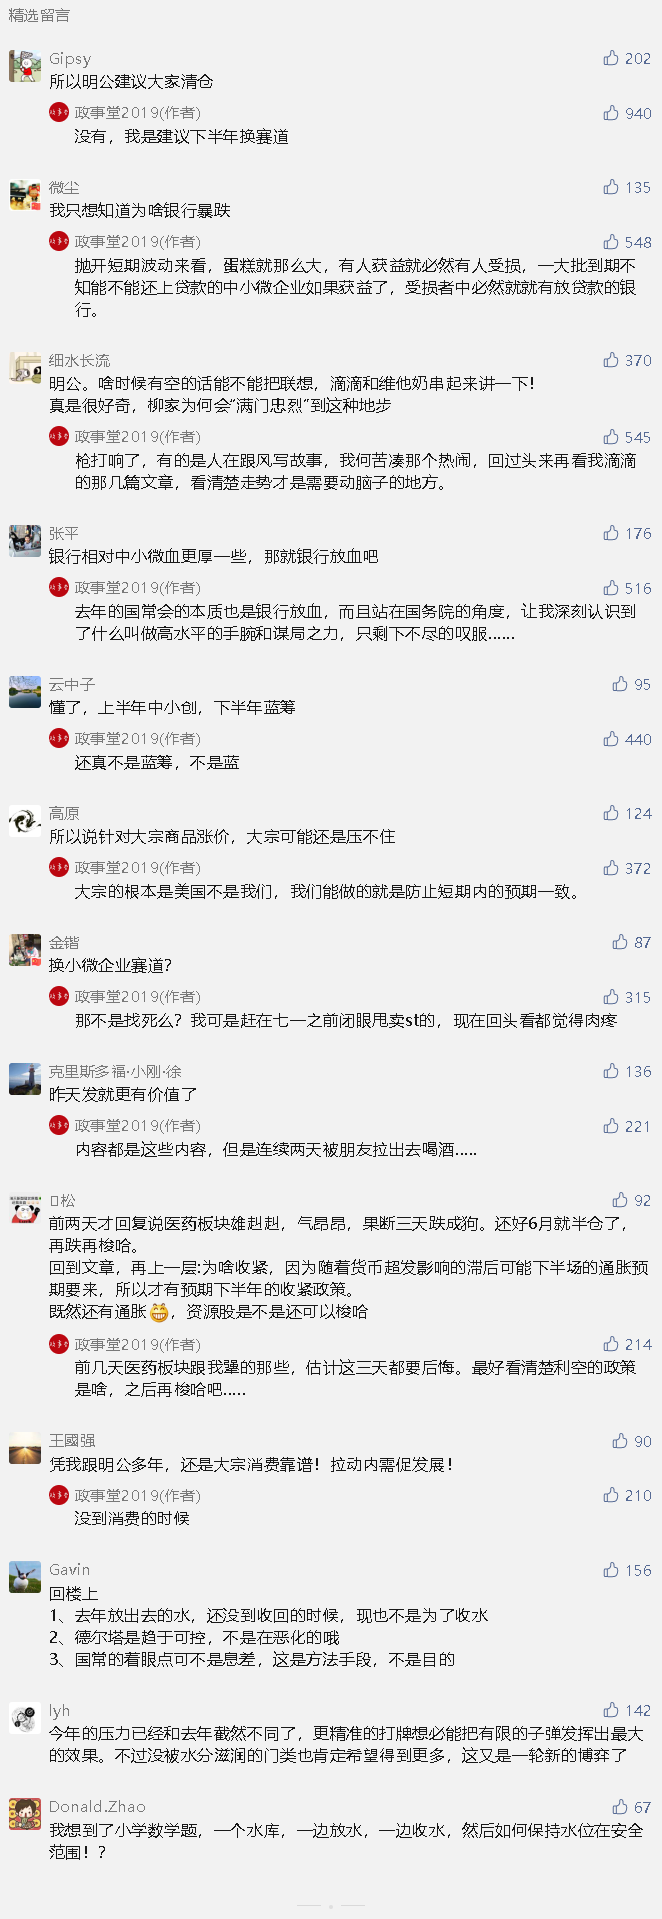 精选留言
Gipsy
202
所以明公建议大家清仓
政事堂2019(作者)
940
没有，我是建议下半年换赛道
微尘
135
我只想知道为啥银行暴跌
政事堂2019(作者)
548
抛开短期波动来看，蛋糕就那么大，有人获益就必然有人受损，一大批到期不
知能不能还上贷款的中小微企业如果获益了，受损者中必然就就有放贷款的银
行。
细水长流
370
明公。啥时候有空的话能不能把联想，滴滴和维他奶串起来讲一下！
真是很好奇，柳家为何会“满门忠烈”到这种地步
政事堂2019(作者)
545
枪打响了，有的是人在跟风写故事，我何苦凑那个热闹，回过头来再看我滴滴
的那几篇文章，看清楚走势才是需要动脑子的地方。
张平
176
银行相对中小微血更厚一些，那就银行放血吧
政事堂2019(作者)
516
去年的国常会的本质也是银行放血，而且站在国务院的角度，让我深刻认识到
了什么叫做高水平的手腕和谋局之力，只剩下不尽的叹服......
云中子
95
懂了，上半年中小创，下半年蓝筹
政事堂2019(作者)
440
还真不是蓝筹，不是蓝
高原
124
所以说针对大宗商品涨价，大宗可能还是压不住
政事堂2019(作者)
372
大宗的根本是美国不是我们，我们能做的就是防止短期内的预期一致。
金锴
87
换小微企业赛道？
政事堂2019(作者)
315
那不是找死么？我可是赶在七一之前闭眼甩卖st的，现在回头看都觉得肉疼
克里斯多福·小刚·徐
136
昨天发就更有价值了
政事堂2019(作者)
221
内容都是这些内容，但是连续两天被朋友拉出去喝酒.....
松
92
前两天才回复说医药板块雄赳赳，气昂昂，果断三天跌成狗。还好6月就半仓了，
再跌再梭哈。
回到文章，再上一层:为啥收紧，因为随着货币超发影响的滞后可能下半场的通胀预
期要来，所以才有预期下半年的收紧政策。
既然还有通胀😁，资源股是不是还可以梭哈
政事堂2019(作者)
214
前几天医药板块跟我犟的那些，估计这三天都要后悔。最好看清楚利空的政策
是啥，之后再梭哈吧.....
王國强
90
凭我跟明公多年，还是大宗消费靠谱！拉动内需促发展！
政事堂2019(作者)
210
没到消费的时候
Gavin
156
回楼上
1、去年放出去的水，还没到收回的时候，现也不是为了收水
2、德尔塔是趋于可控，不是在恶化的哦
3、国常的着眼点可不是息差，这是方法手段，不是目的
lyh
142
今年的压力已经和去年截然不同了，更精准的打牌想必能把有限的子弹发挥出最大
的效果。不过没被水分滋润的门类也肯定希望得到更多，这又是一轮新的博弈了
Donald.Zhao
67
我想到了小学数学题，一个水库，一边放水，一边收水，然后如何保持水位在安全
范围！？